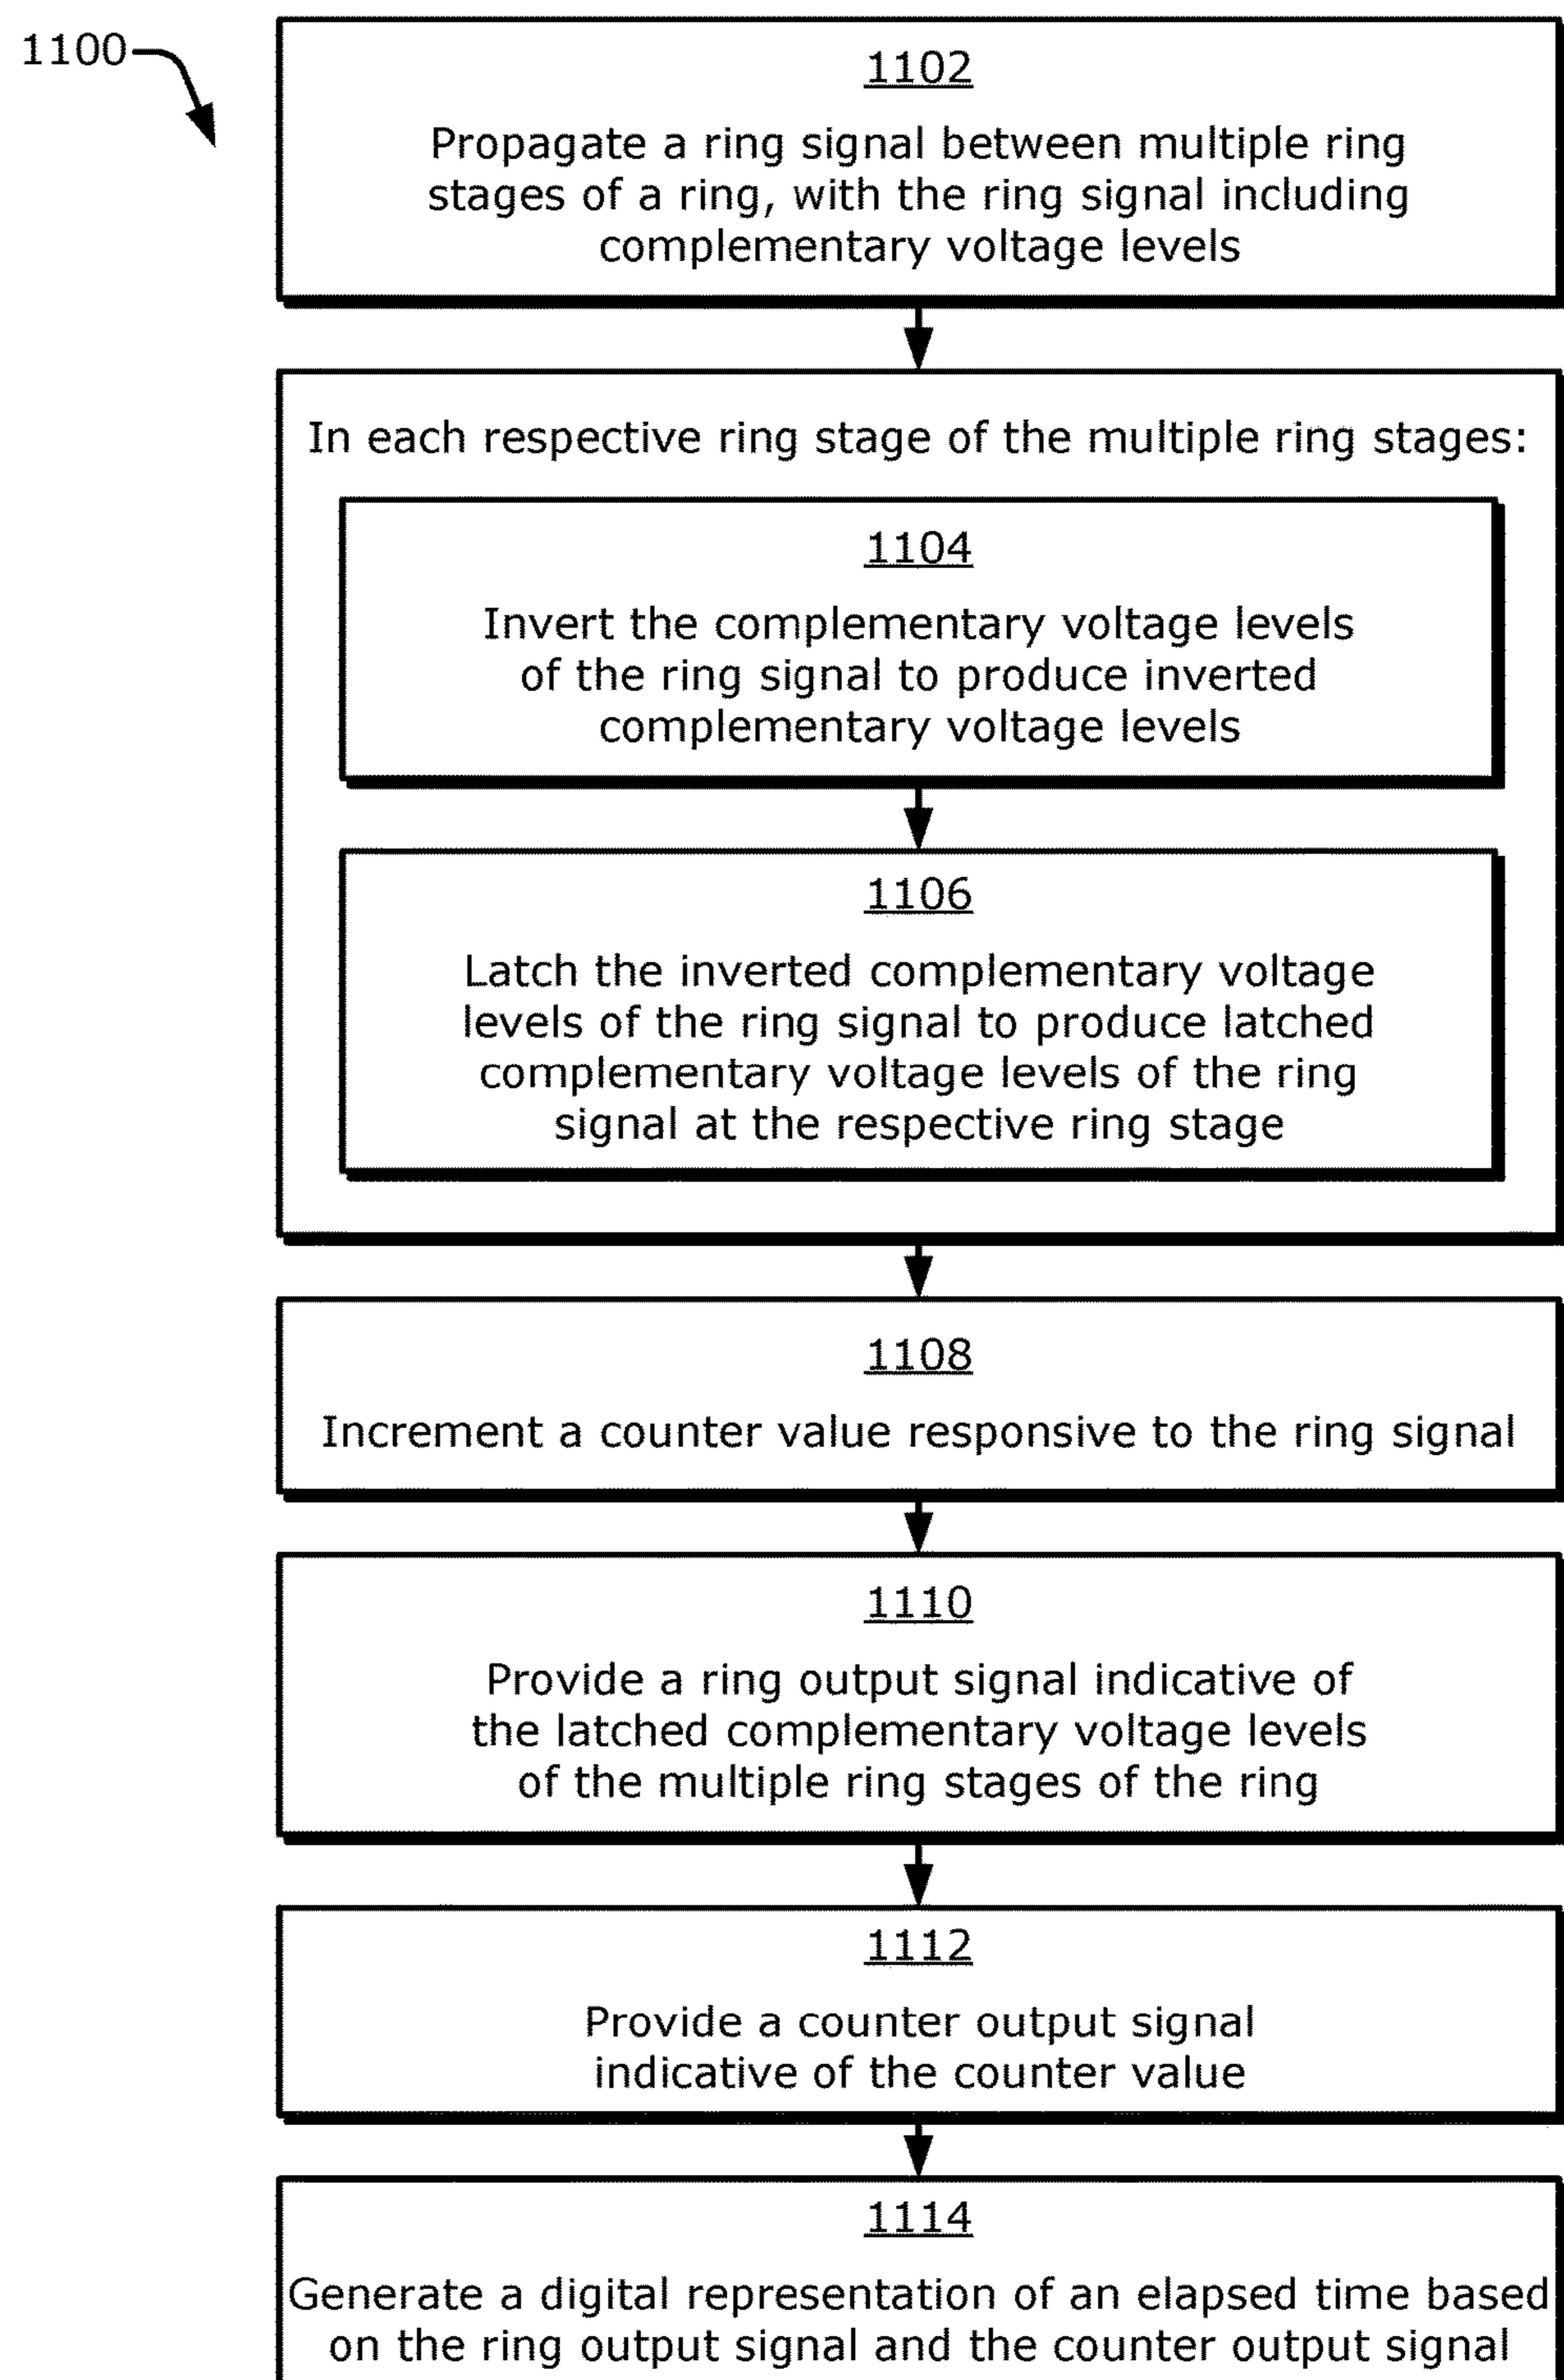 1100
1102
Propagate a ring signal between multiple ring
stages of a ring, with the ring signal including
complementary voltage levels
In each respective ring stage of the multiple ring stages:
1104
Invert the complementary voltage levels
of the ring signal to produce inverted
complementary voltage levels
1106
Latch the inverted complementary voltage
levels of the ring signal to produce latched
complementary voltage levels of the ring
signal at the respective ring stage
1108
Increment a counter value responsive to the ring signal
1110
Provide a ring output signal indicative of
the latched complementary voltage levels
of the multiple ring stages of the ring
1112
Provide a counter output signal
indicative of the counter value
1114
Generate a digital representation of an elapsed time based
on the ring output signal and the counter output signal